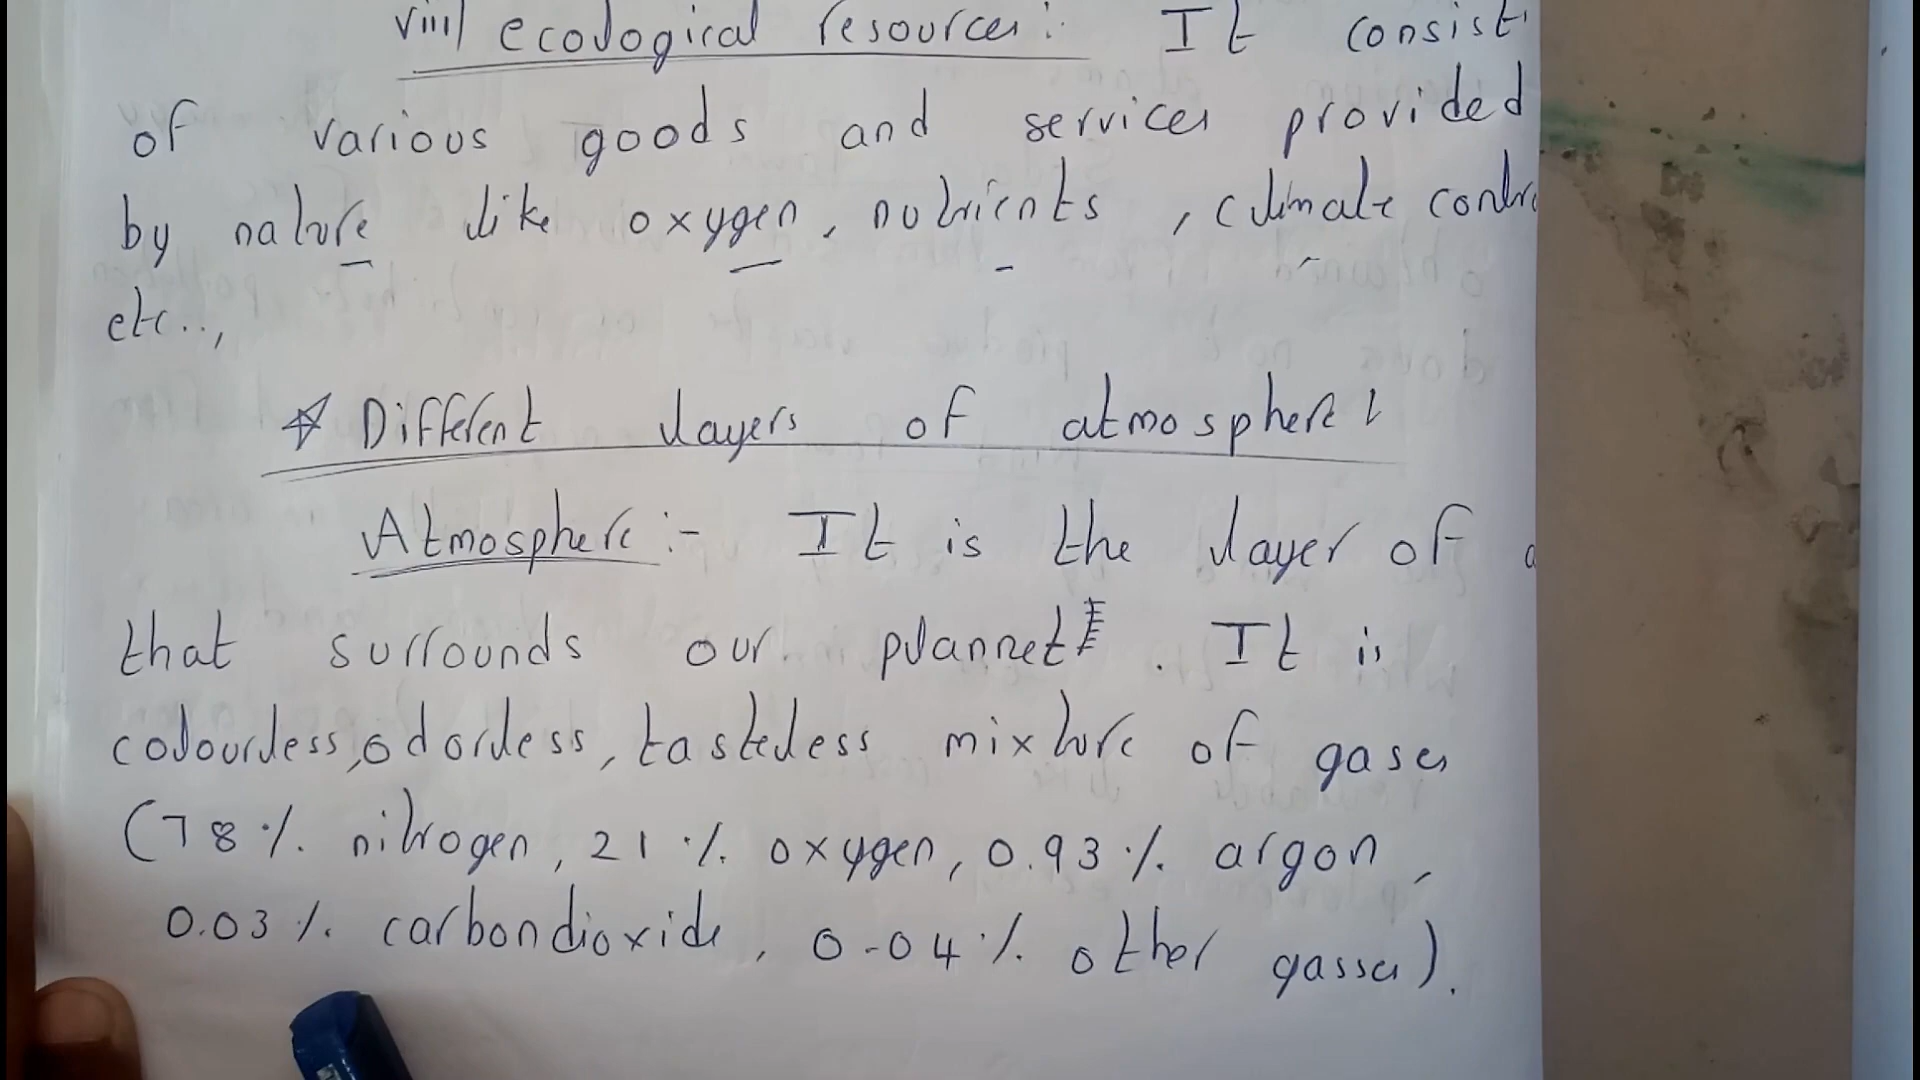 viii) ecological resources: It consist
of various goods and services provided
by nature like oxygen, nutrients, climate contro
etc..,
☆ Different layers of atmosphere:
Atmosphere:- It is the layer of a
that surrounds our plannet. It is
colourless, odorless, tasteless mixture of gases
(78% nitrogen, 21% oxygen, 0.93% argon,
0.03% carbondioxide, 0.04% other gasses).